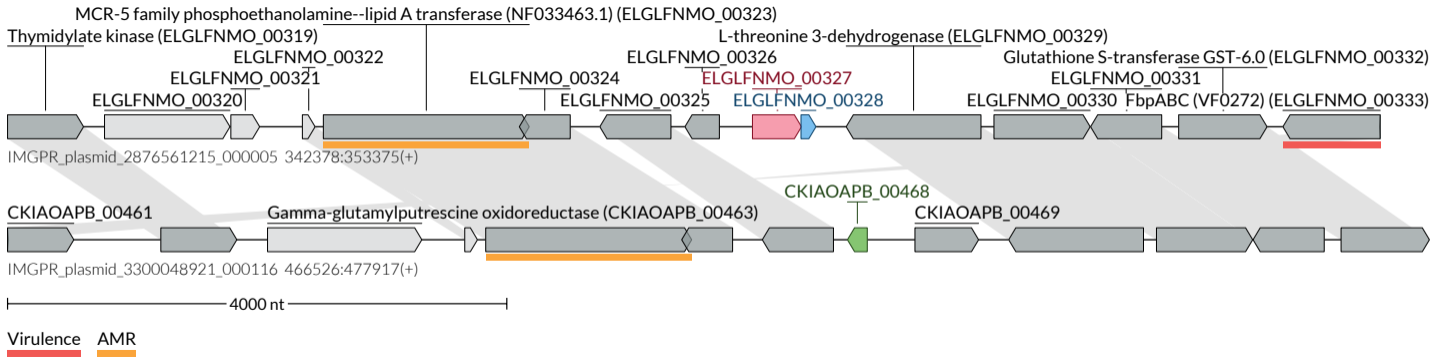 MCR-5 family phosphoethanolamine--lipid A transferase (NF033463.1) (ELGLFNMO_00323)
Thymidylate kinase (ELGLFNMO_00319)
L-threonine 3-dehydrogenase (ELGLFNMO_00329)
ELGLFNMO_00322
ELGLFNMO_00326
Glutathione S-transferase GST-6.0 (ELGLFNMO_00332)
ELGLFNMO_00321
ELGLFNMO_00324
ELGLFNMO_00327
ELGLFNMO_00331
ELGLFNMO_00320
ELGLFNMO_00325
ELGLFNMO_00328
ELGLFNMO_00330
FbpABC (VF0272) (ELGLFNMO_00333)
IMGPR_plasmid_2876561215_000005 342378:353375(+)
CKIAOAPB_00468
CKIAOAPB_00461
Gamma-glutamylputrescine oxidoreductase (CKIAOAPB_00463)
CKIAOAPB_00469
IMGPR_plasmid_3300048921_000116 466526:477917(+)
4000 nt
Virulence
AMR